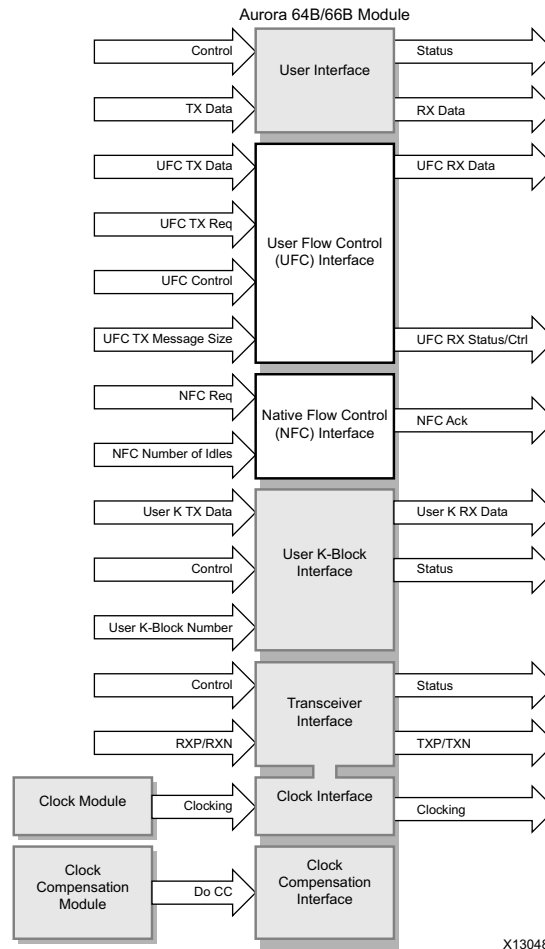 Aurora 64B/66B Module
Control
User Interface
Status
TX Data
RX Data
UFC TX Data
UFC RX Data
UFC TX Req
User Flow Control
(UFC) Interface
UFC Control
UFC TX Message Size
UFC RX Status/Ctrl
NFC Req
Native Flow Control
(NFC) Interface
NFC Ack
NFC Number of Idles
User K TX Data
User K RX Data
User K-Block
Interface
Control
Status
User K-Block Number
Control
Transceiver
Interface
Status
RXP/RXN
TXP/TXN
Clock Module
Clocking
Clock Interface
Clocking
Clock
Compensation
Module
Do CC
Clock
Compensation
Interface
X13046